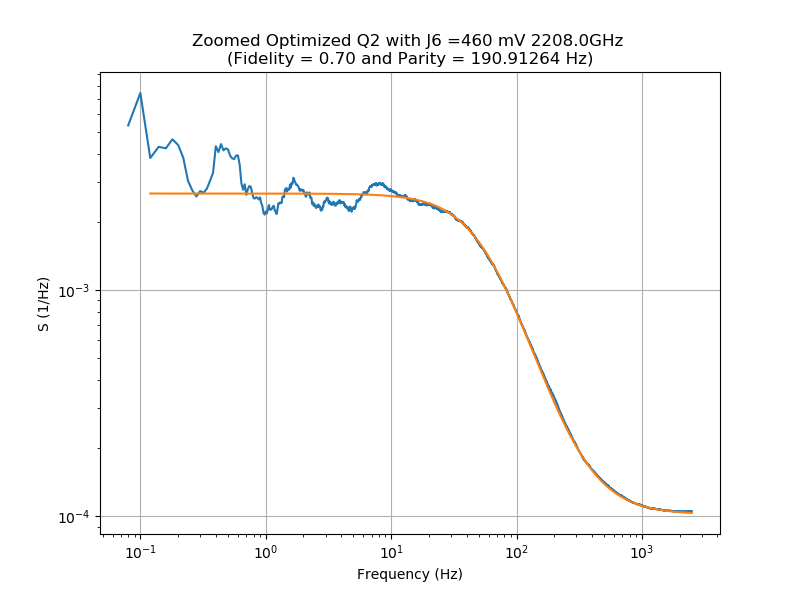 Zoomed Optimized Q2 with J6 =460 mV 2208.0GHz
(Fidelity = 0.70 and Parity = 190.91264 Hz)
S (1/Hz)
10⁻³
10⁻⁴
10⁻¹ 10⁰ 10¹ 10² 10³
Frequency (Hz)